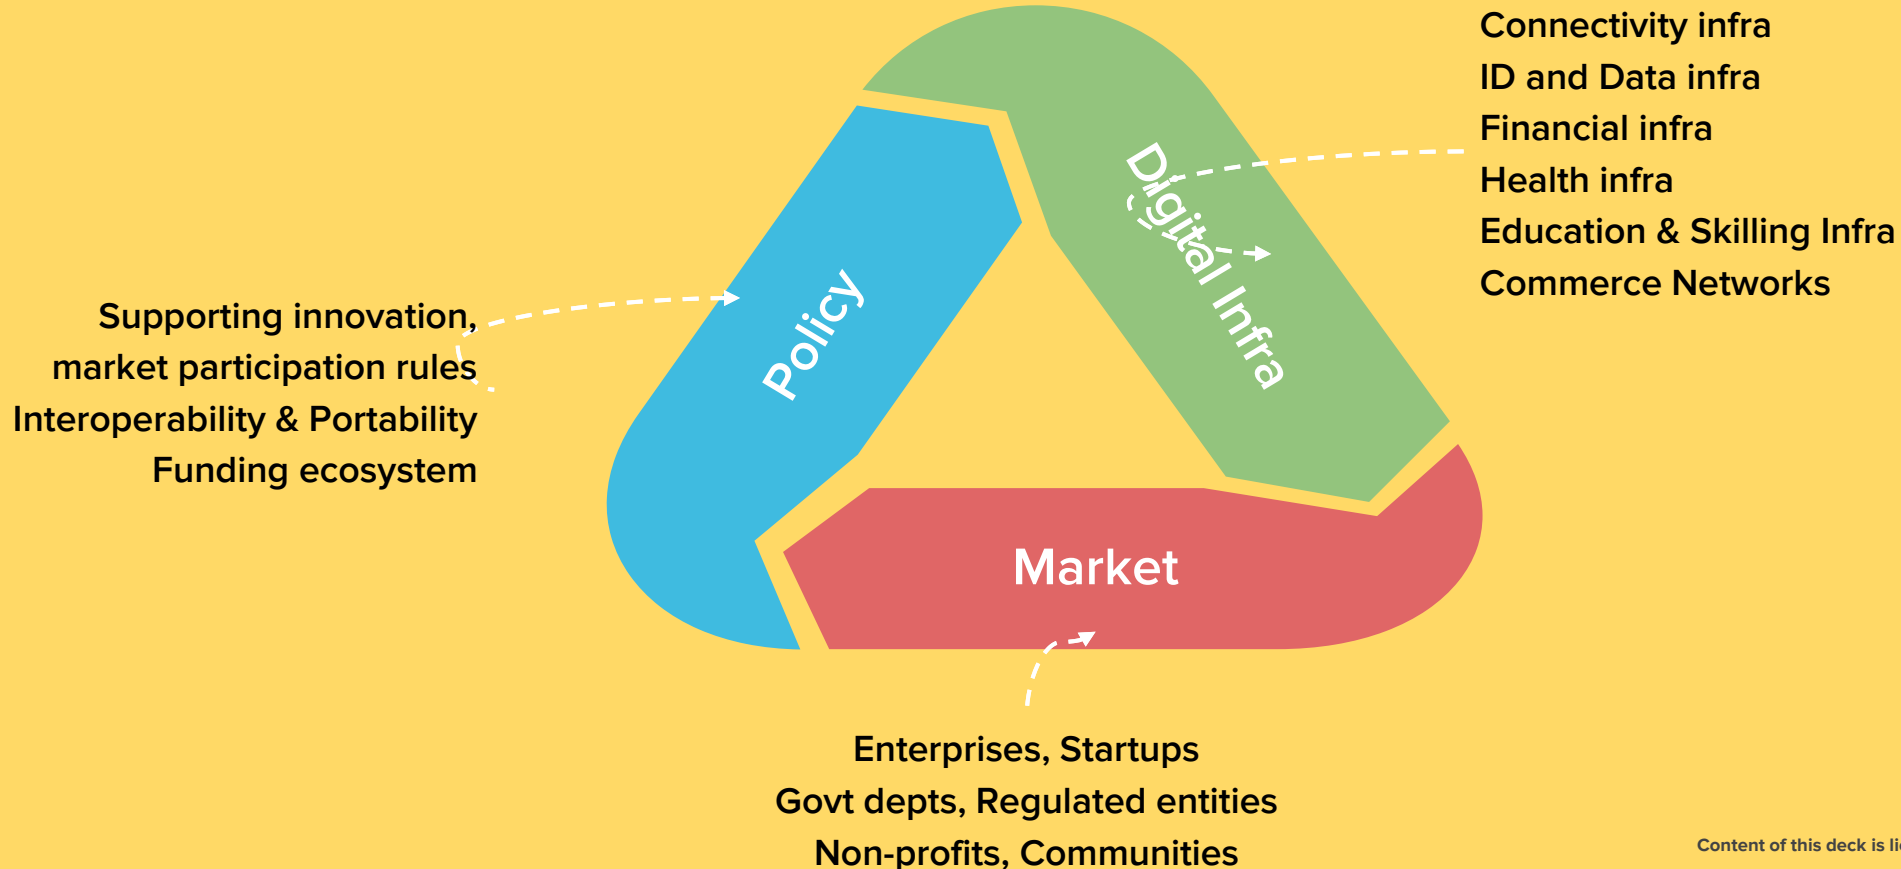 Connectivity infra
ID and Data infra
Financial infra
Health infra
Education & Skilling Infra
Commerce Networks
Digital Infra
Policy
Supporting innovation,
market participation rules
Interoperability & Portability
Funding ecosystem
Market
Enterprises, Startups
Govt depts, Regulated entities
Non-profits, Communities
Content of this deck is